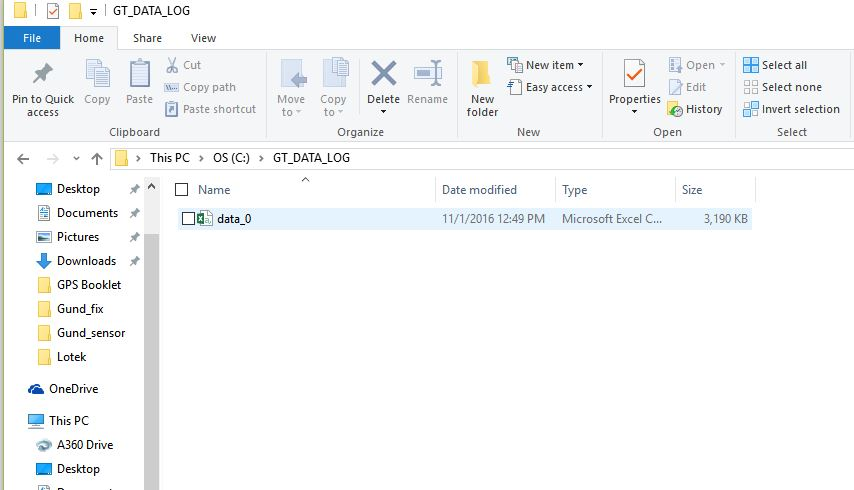 GT_DATA_LOG
File Home Share View
Pin to Quick access
Copy
Paste
Cut
Copy path
Paste shortcut
Clipboard
Move to
Copy to
Delete
Rename
Organize
New folder
New item
Easy access
New
Properties
Open
Edit
History
Open
Select all
Select none
Invert selection
Select
This PC OS (C:) GT_DATA_LOG
Name Date modified Type Size
data_0 11/1/2016 12:49 PM Microsoft Excel C... 3,190 KB
Desktop
Documents
Pictures
Downloads
GPS Booklet
Gund_fix
Gund_sensor
Lotek
OneDrive
This PC
A360 Drive
Desktop